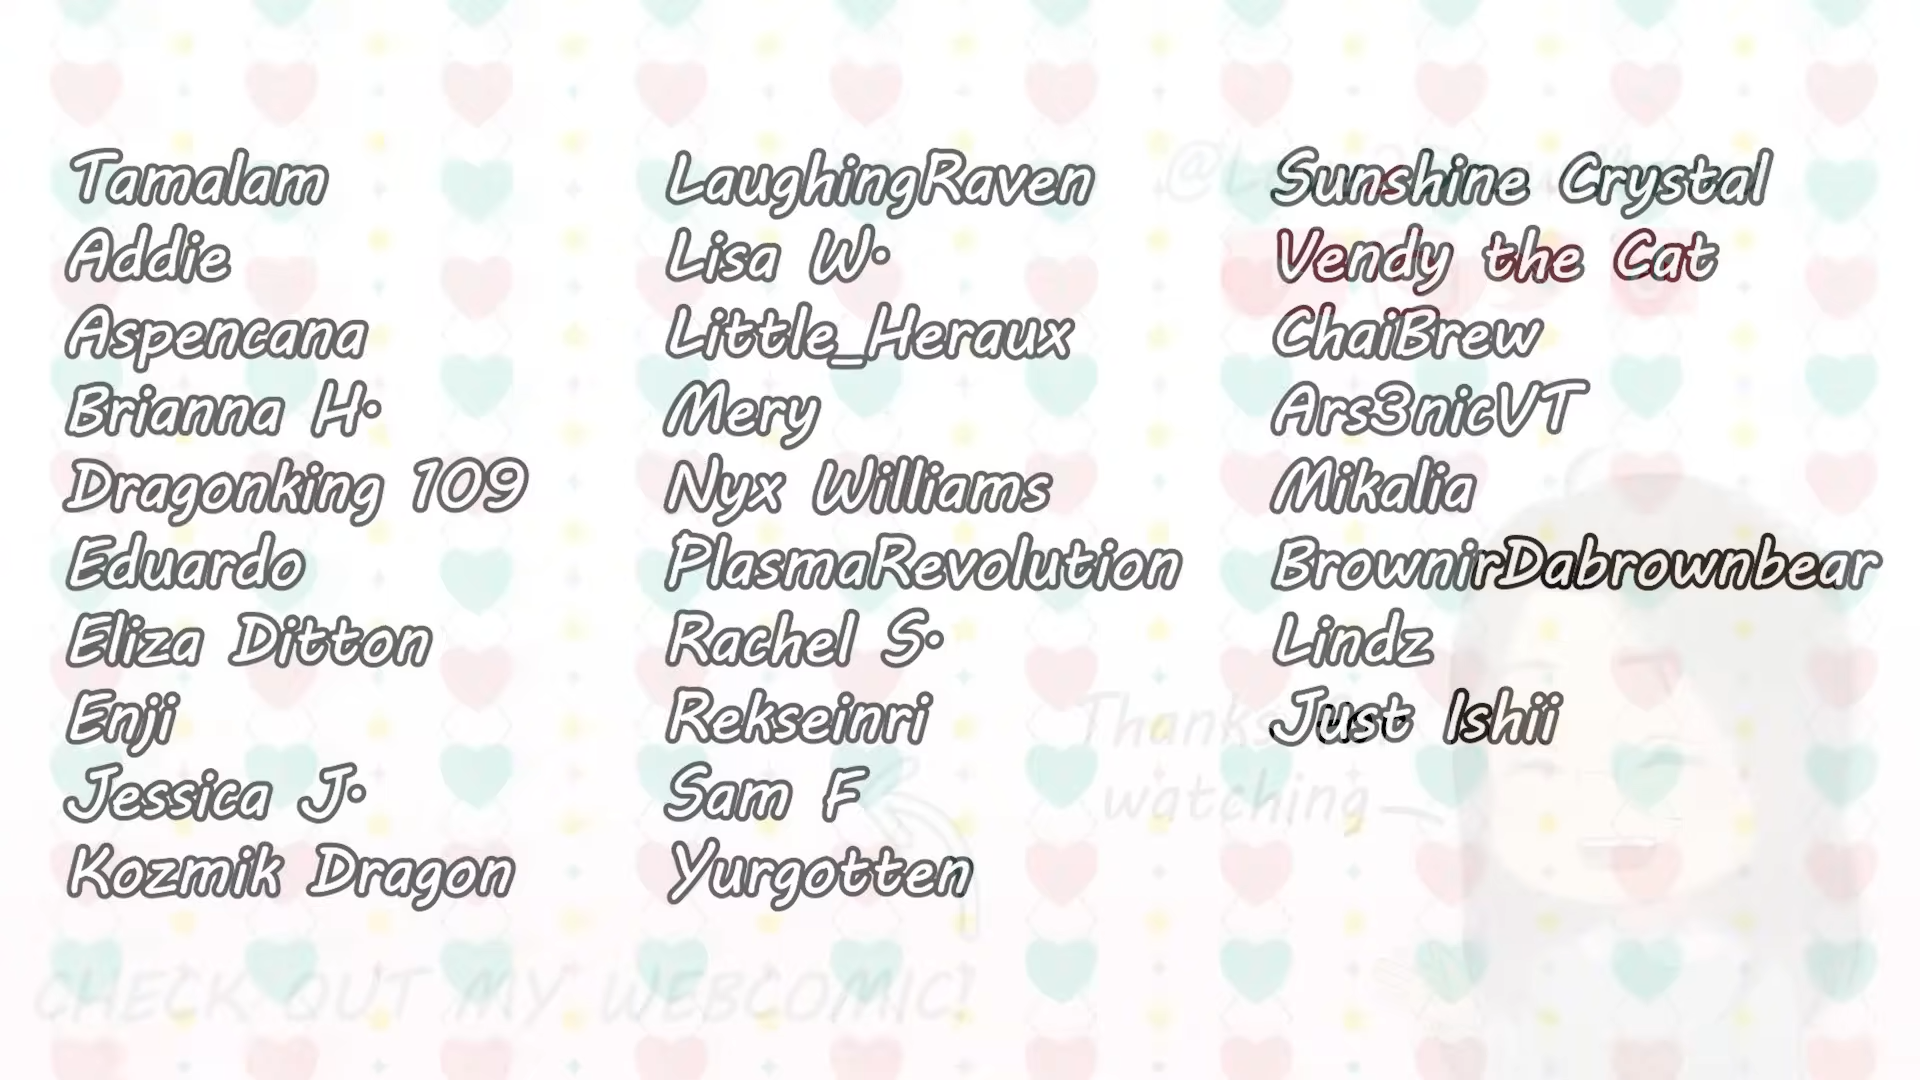 Tamalam
Addie
Aspencana
Brianna H.
Dragonking 109
Eduardo
Eliza Ditton
Enji
Jessica J.
Kozmik Dragon
LaughingRaven
Lisa W.
Little_Heraux
Mery
Nyx Williams
PlasmaRevolution
Rachel S.
Rekseinri
Sam F
Yurgotten
Sunshine Crystal
Vendy the Cat
ChaiBrew
Ars3nicVT
Mikalia
BrownirDabrownbear
Lindz
Just Ishii
Thanks
watching
CHECK OUT MY WEBCOMIC!